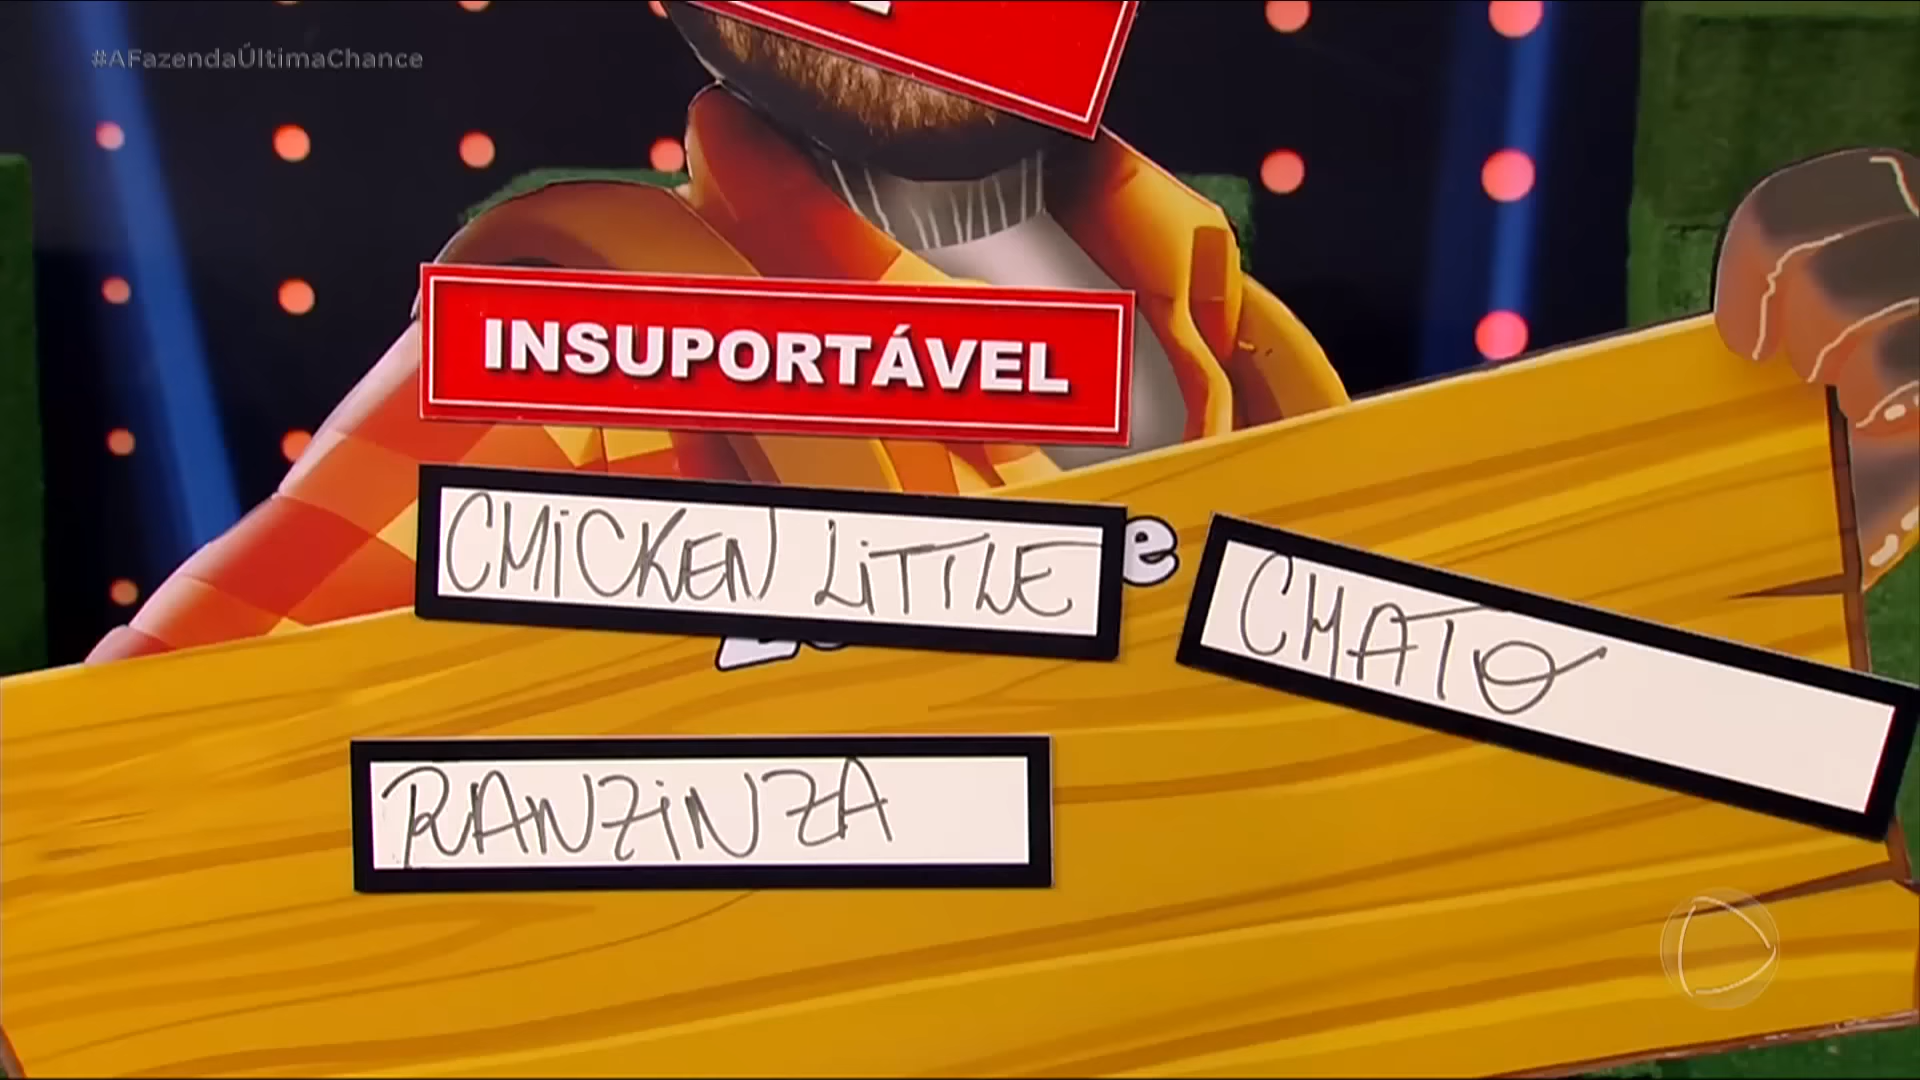 #AFazendaÚltimaChance
INSUPORTÁVEL
CHICKEN LITTLE
e
CHATO
RANZINZA